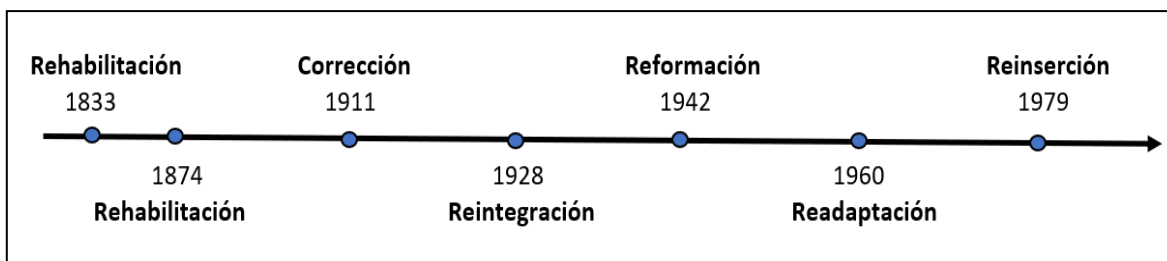 Rehabilitación Corrección Reformación Reinserción
1833 1911 1942 1979
1874 1928 1960
Rehabilitación Reintegración Readaptación